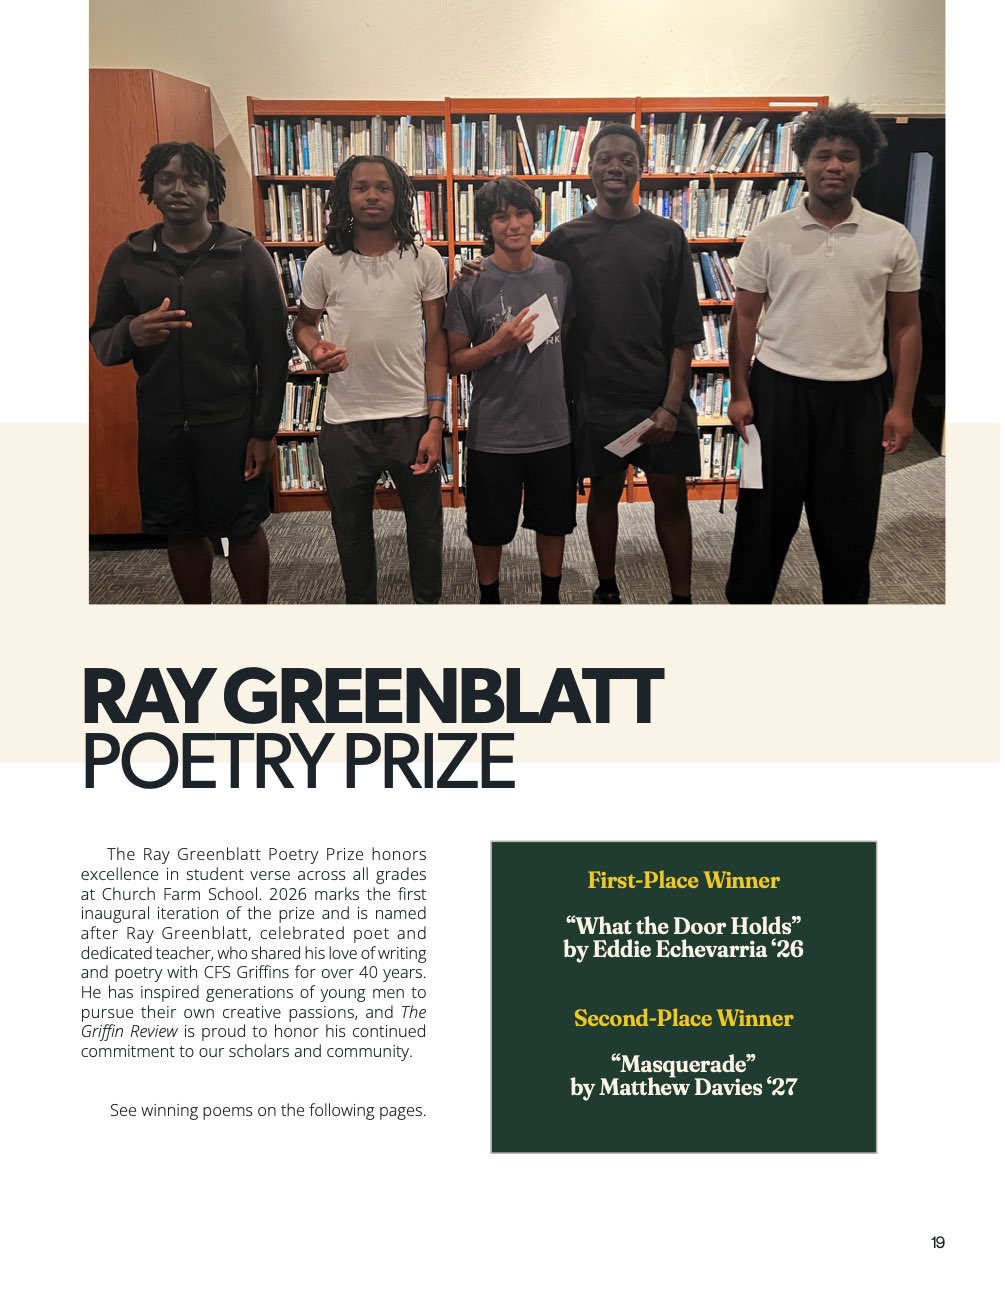 RK
RAY GREENBLATT
POETRY PRIZE
The Ray Greenblatt Poetry Prize honors
excellence in student verse across all grades
at Church Farm School. 2026 marks the first
inaugural iteration of the prize and is named
after Ray Greenblatt, celebrated poet and
dedicated teacher, who shared his love of writing
and poetry with CFS Griffins for over 40 years.
He has inspired generations of young men to
pursue their own creative passions, and The
Griffin Review is proud to honor his continued
commitment to our scholars and community.
See winning poems on the following pages.
First-Place Winner
“What the Door Holds”
by Eddie Echevarria ‘26
Second-Place Winner
“Masquerade”
by Matthew Davies ‘27
19